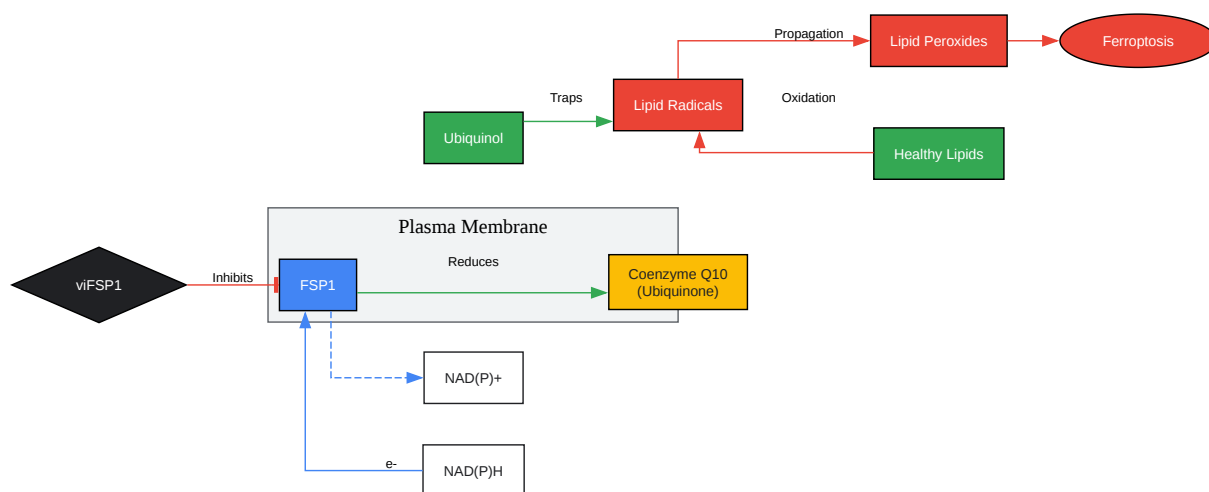 Propagation
Lipid Peroxides
Ferroptosis
Traps
Lipid Radicals
Oxidation
Ubiquinol
Healthy Lipids
Plasma Membrane
Reduces
viFSP1
Inhibits
FSP1
Coenzyme Q10
(Ubiquinone)
NAD(P)+
e-
NAD(P)H